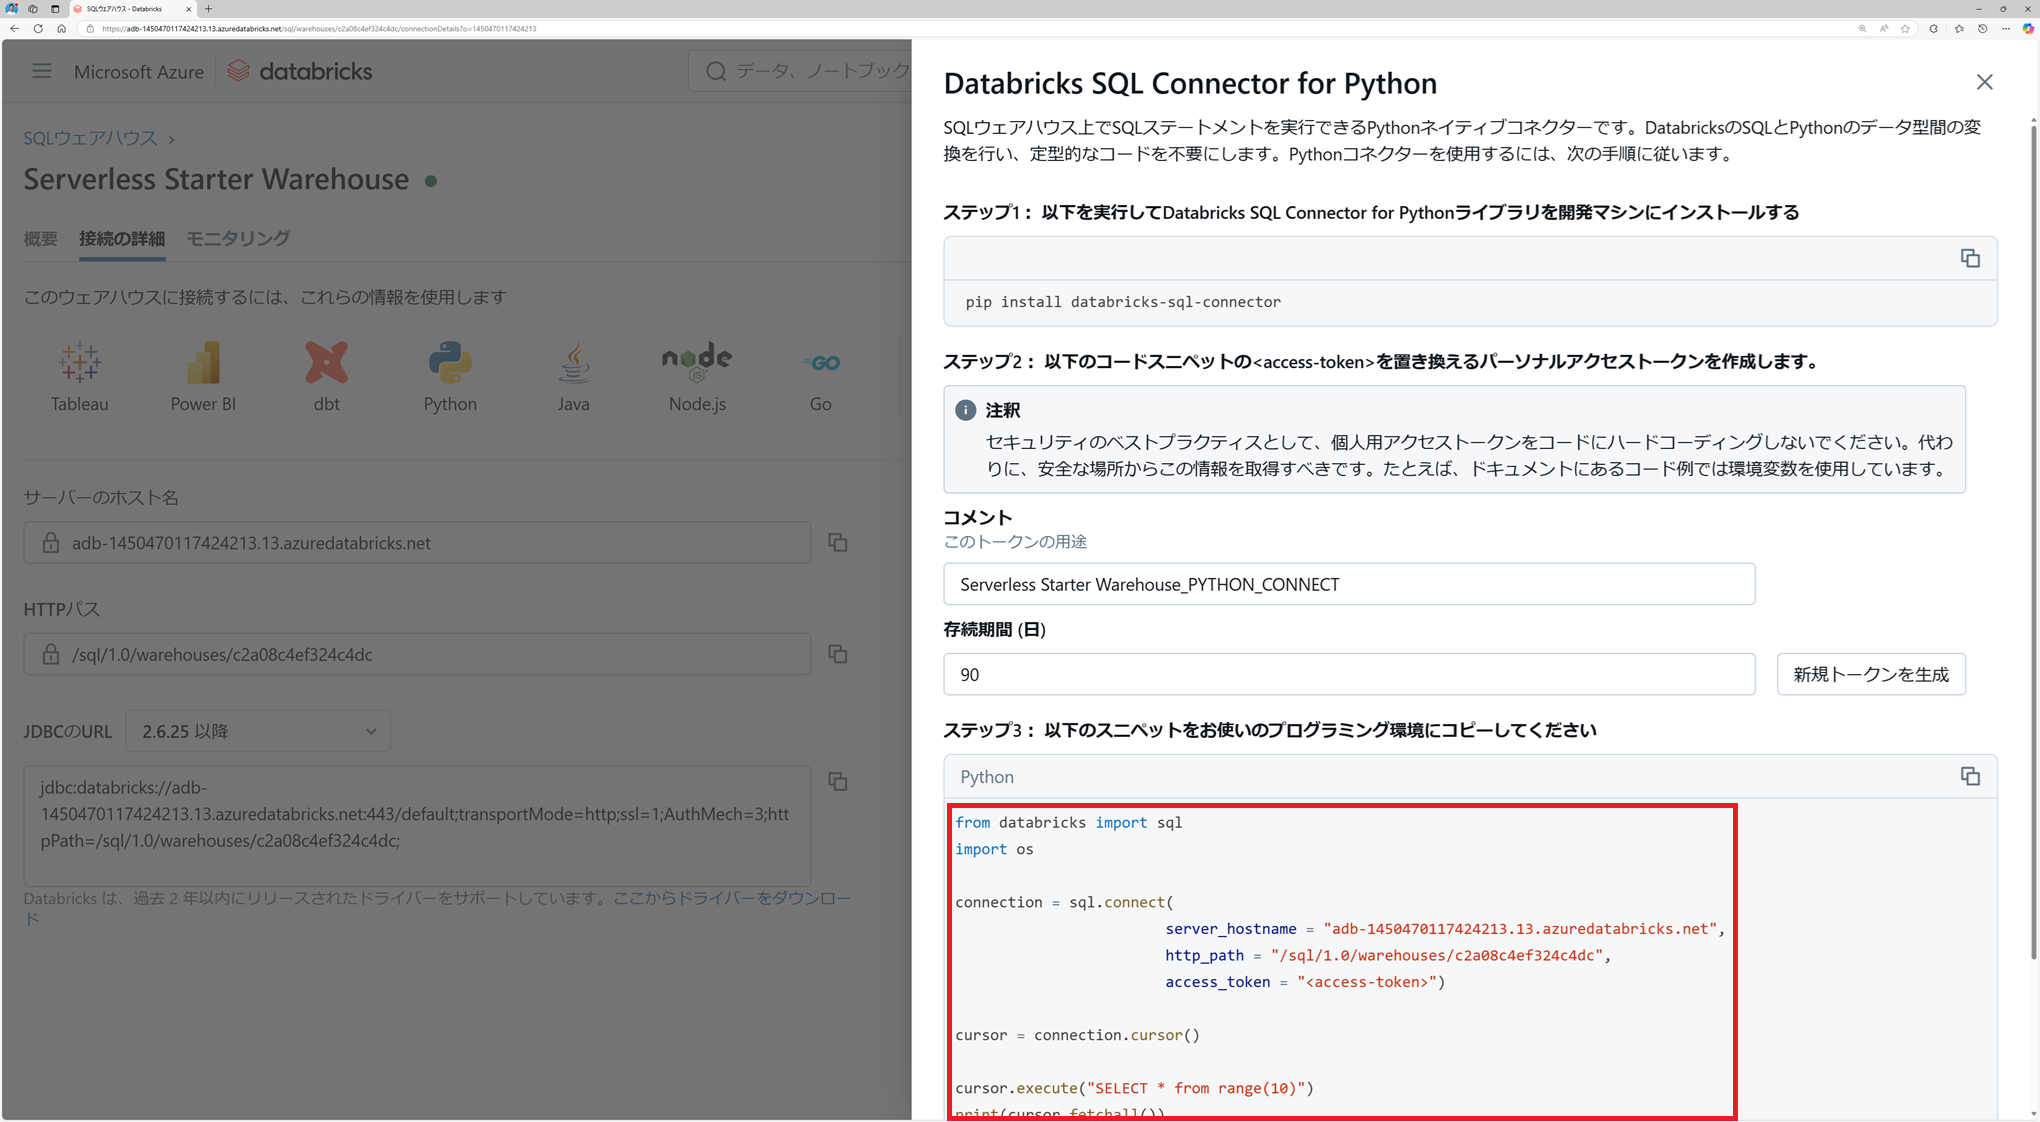 SQLウェアハウス - Databricks
https://adb-1450470117424213.13.azuredatabricks.net/sql/warehouses/c2a08c4ef324c4dc/connectionDetails?o=1450470117424213
Microsoft Azure databricks
データ、ノートブック
SQLウェアハウス ›
Serverless Starter Warehouse
概要 接続の詳細 モニタリング
このウェアハウスに接続するには、これらの情報を使用します
Tableau Power BI dbt Python Java Node.js Go
サーバーのホスト名
adb-1450470117424213.13.azuredatabricks.net
HTTPパス
/sql/1.0/warehouses/c2a08c4ef324c4dc
JDBCのURL 2.6.25 以降
jdbc:databricks://adb-
1450470117424213.13.azuredatabricks.net:443/default;transportMode=http;ssl=1;AuthMech=3;htt
pPath=/sql/1.0/warehouses/c2a08c4ef324c4dc;
Databricks は、過去 2 年以内にリリースされたドライバーをサポートしています。ここからドライバーをダウンロー
ド
Databricks SQL Connector for Python
SQLウェアハウス上でSQLステートメントを実行できるPythonネイティブコネクターです。DatabricksのSQLとPythonのデータ型間の変
換を行い、定型的なコードを不要にします。Pythonコネクターを使用するには、次の手順に従います。
ステップ1： 以下を実行してDatabricks SQL Connector for Pythonライブラリを開発マシンにインストールする
pip install databricks-sql-connector
ステップ2： 以下のコードスニペットの<access-token>を置き換えるパーソナルアクセストークンを作成します。
注釈
セキュリティのベストプラクティスとして、個人用アクセストークンをコードにハードコーディングしないでください。代わ
りに、安全な場所からこの情報を取得すべきです。たとえば、ドキュメントにあるコード例では環境変数を使用しています。
コメント
このトークンの用途
Serverless Starter Warehouse_PYTHON_CONNECT
存続期間 (日)
90 新規トークンを生成
ステップ3： 以下のスニペットをお使いのプログラミング環境にコピーしてください
Python
from databricks import sql
import os
connection = sql.connect(
server_hostname = "adb-1450470117424213.13.azuredatabricks.net",
http_path = "/sql/1.0/warehouses/c2a08c4ef324c4dc",
access_token = "<access-token>")
cursor = connection.cursor()
cursor.execute("SELECT * from range(10)")
print(cursor.fetchall())